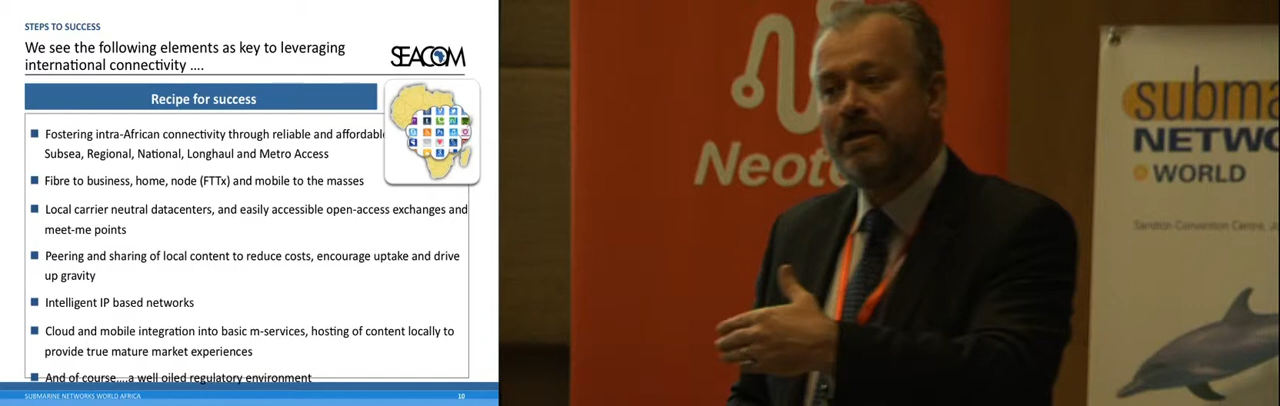 STEPS TO SUCCESS
We see the following elements as key to leveraging
international connectivity ....
SEACOM
Recipe for success
Fostering intra-African connectivity through reliable and affordable
Subsea, Regional, National, Longhaul and Metro Access
Fibre to business, home, node (FTTx) and mobile to the masses
Local carrier neutral datacenters, and easily accessible open-access exchanges and
meet-me points
Peering and sharing of local content to reduce costs, encourage uptake and drive
up gravity
Intelligent IP based networks
Cloud and mobile integration into basic m-services, hosting of content locally to
provide true mature market experiences
And of course....a well oiled regulatory environment
SUBMARINE NETWORKS WORLD AFRICA 10
Neot
subma
NETWO
WORLD
Sandton Convention Centre, J